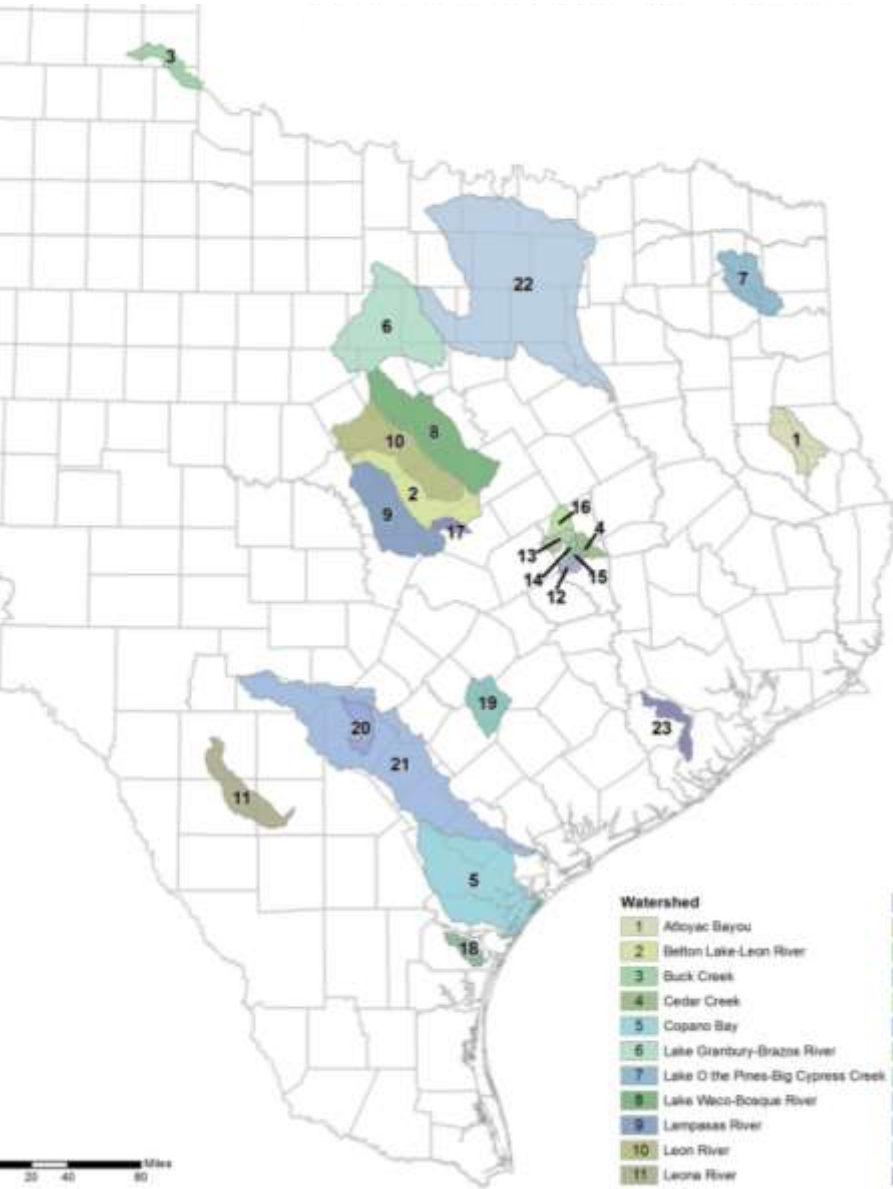 3
22
7
6
8
10
1
2
9
16
17
4
13
14
15
12
19
20
23
21
11
5
18
Watershed
1 Attoyac Bayou
2 Belton Lake-Leon River
3 Buck Creek
4 Cedar Creek
5 Copano Bay
6 Lake Granbury-Brazos River
7 Lake O the Pines-Big Cypress Creek
8 Lake Waco-Bosque River
9 Lampasas River
10 Leon River
11 Leona River
Miles
20 40 80